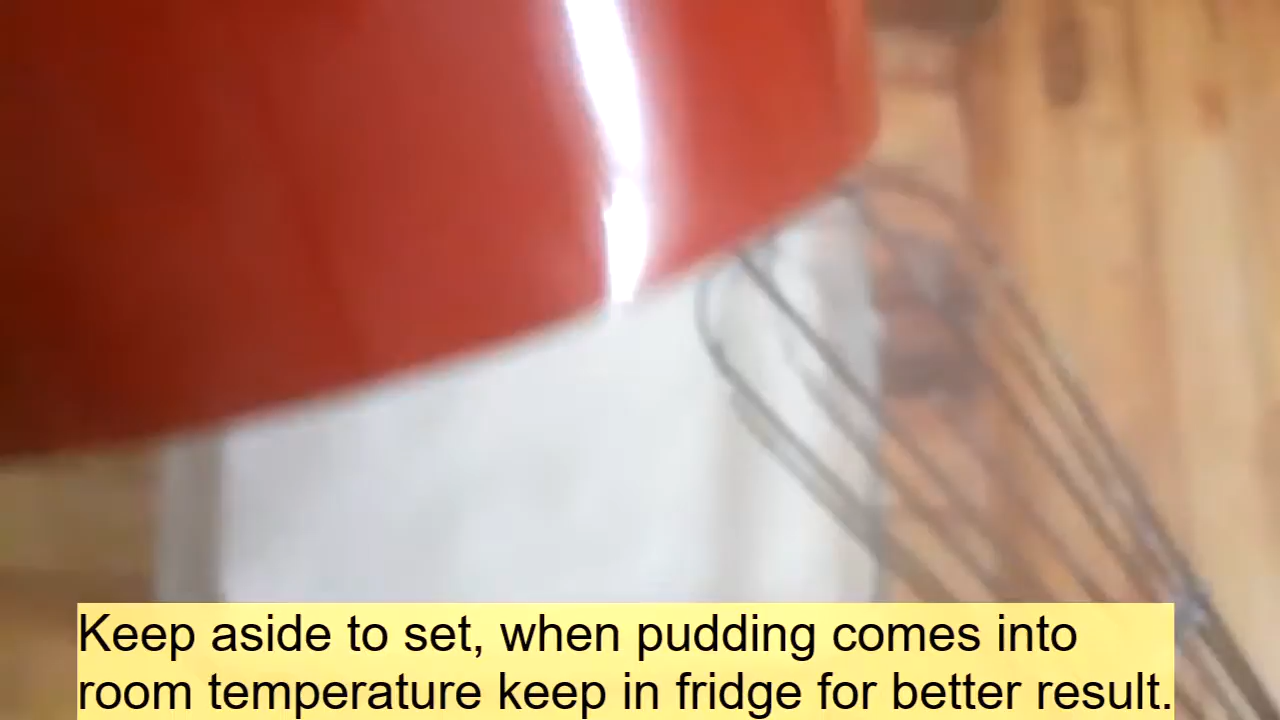 Keep aside to set, when pudding comes into
room temperature keep in fridge for better result.